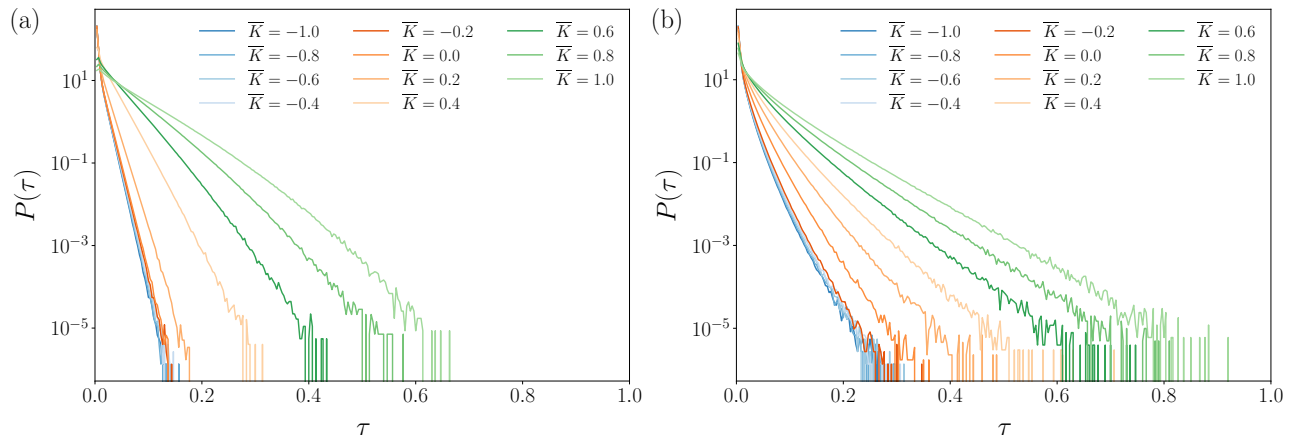 (a)
K̅ = −1.0 K̅ = −0.2 K̅ = 0.6
K̅ = −0.8 K̅ = 0.0 K̅ = 0.8
K̅ = −0.6 K̅ = 0.2 K̅ = 1.0
K̅ = −0.4 K̅ = 0.4
10¹
10⁻¹
10⁻³
10⁻⁵
P(τ)
0.0 0.2 0.4 0.6 0.8 1.0
τ
(b)
K̅ = −1.0 K̅ = −0.2 K̅ = 0.6
K̅ = −0.8 K̅ = 0.0 K̅ = 0.8
K̅ = −0.6 K̅ = 0.2 K̅ = 1.0
K̅ = −0.4 K̅ = 0.4
10¹
10⁻¹
10⁻³
10⁻⁵
P(τ)
0.0 0.2 0.4 0.6 0.8 1.0
τ